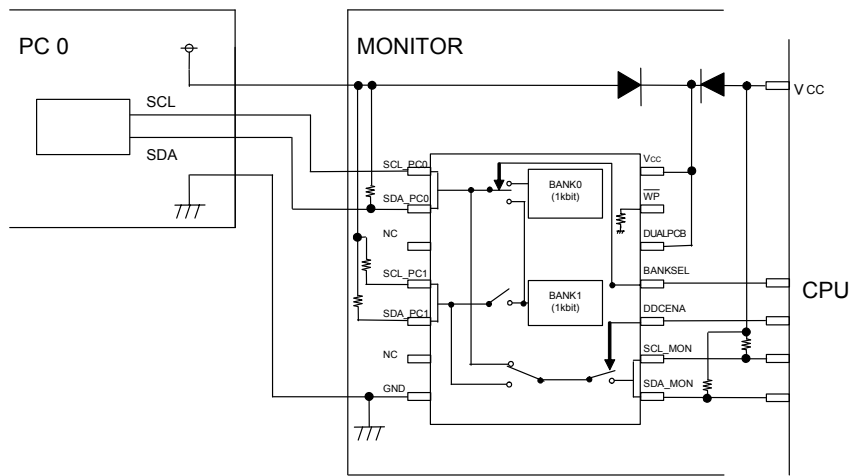 PC 0
MONITOR
SCL
SDA
VCC
SCL_PC0
SDA_PC0
NC
SCL_PC1
SDA_PC1
NC
GND
BANK0
(1kbit)
BANK1
(1kbit)
Vcc
WP
DUALPCB
BANKSEL
DDCENA
SCL_MON
SDA_MON
CPU